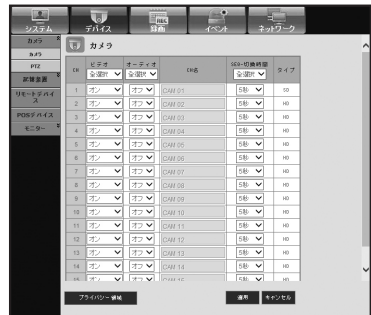 システム デバイス 録画 イベント ネットワーク
カメラ
カメラ
PTZ
記憶装置
リモートデバイス
POSデバイス
モニター
カメラ
CH ビデオ オーディオ CH名 SEQ-切換時間 タイプ
全選択 全選択 全選択
1 オン オフ CAM 01 5秒 SD
2 オン オフ CAM 02 5秒 HD
3 オン オフ CAM 03 5秒 HD
4 オン オフ CAM 04 5秒 HD
5 オン オフ CAM 05 5秒 HD
6 オン オフ CAM 06 5秒 HD
7 オン オフ CAM 07 5秒 HD
8 オン オフ CAM 08 5秒 HD
9 オン オフ CAM 09 5秒 HD
10 オン オフ CAM 10 5秒 HD
11 オン オフ CAM 11 5秒 HD
12 オン オフ CAM 12 5秒 HD
13 オン オフ CAM 13 5秒 HD
14 オン オフ CAM 14 5秒 HD
15 オン オフ CAM 15 5秒 HD
プライバシー領域 適用 キャンセル